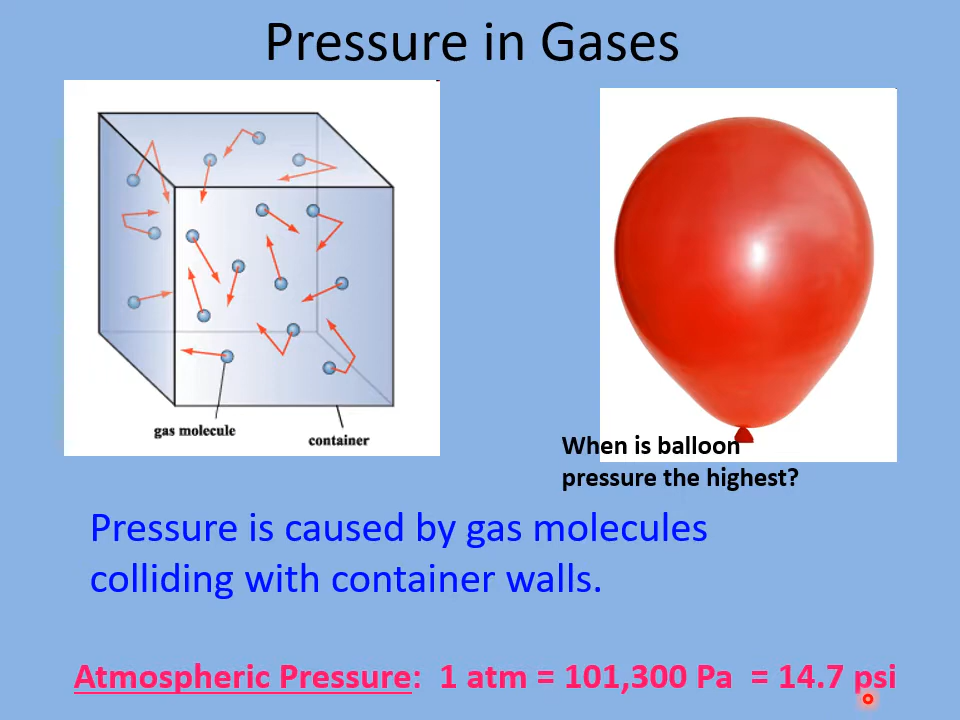 Pressure in Gases
gas molecule
container
When is balloon
pressure the highest?
Pressure is caused by gas molecules
colliding with container walls.
Atmospheric Pressure:  1 atm = 101,300 Pa  = 14.7 psi